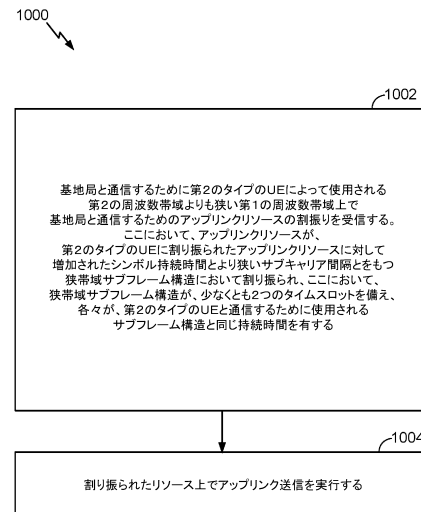 1000
1002
基地局と通信するために第2のタイプのUEによって使用される
第2の周波数帯域よりも狭い第1の周波数帯域上で
基地局と通信するためのアップリンクリソースの割振りを受信する。
ここにおいて、アップリンクリソースが、
第2のタイプのUEに割り振られたアップリンクリソースに対して
増加されたシンボル持続時間とより狭いサブキャリア間隔とをもつ
狭帯域サブフレーム構造において割り振られ、ここにおいて、
狭帯域サブフレーム構造が、少なくとも2つのタイムスロットを備え、
各々が、第2のタイプのUEと通信するために使用される
サブフレーム構造と同じ持続時間を有する
1004
割り振られたリソース上でアップリンク送信を実行する